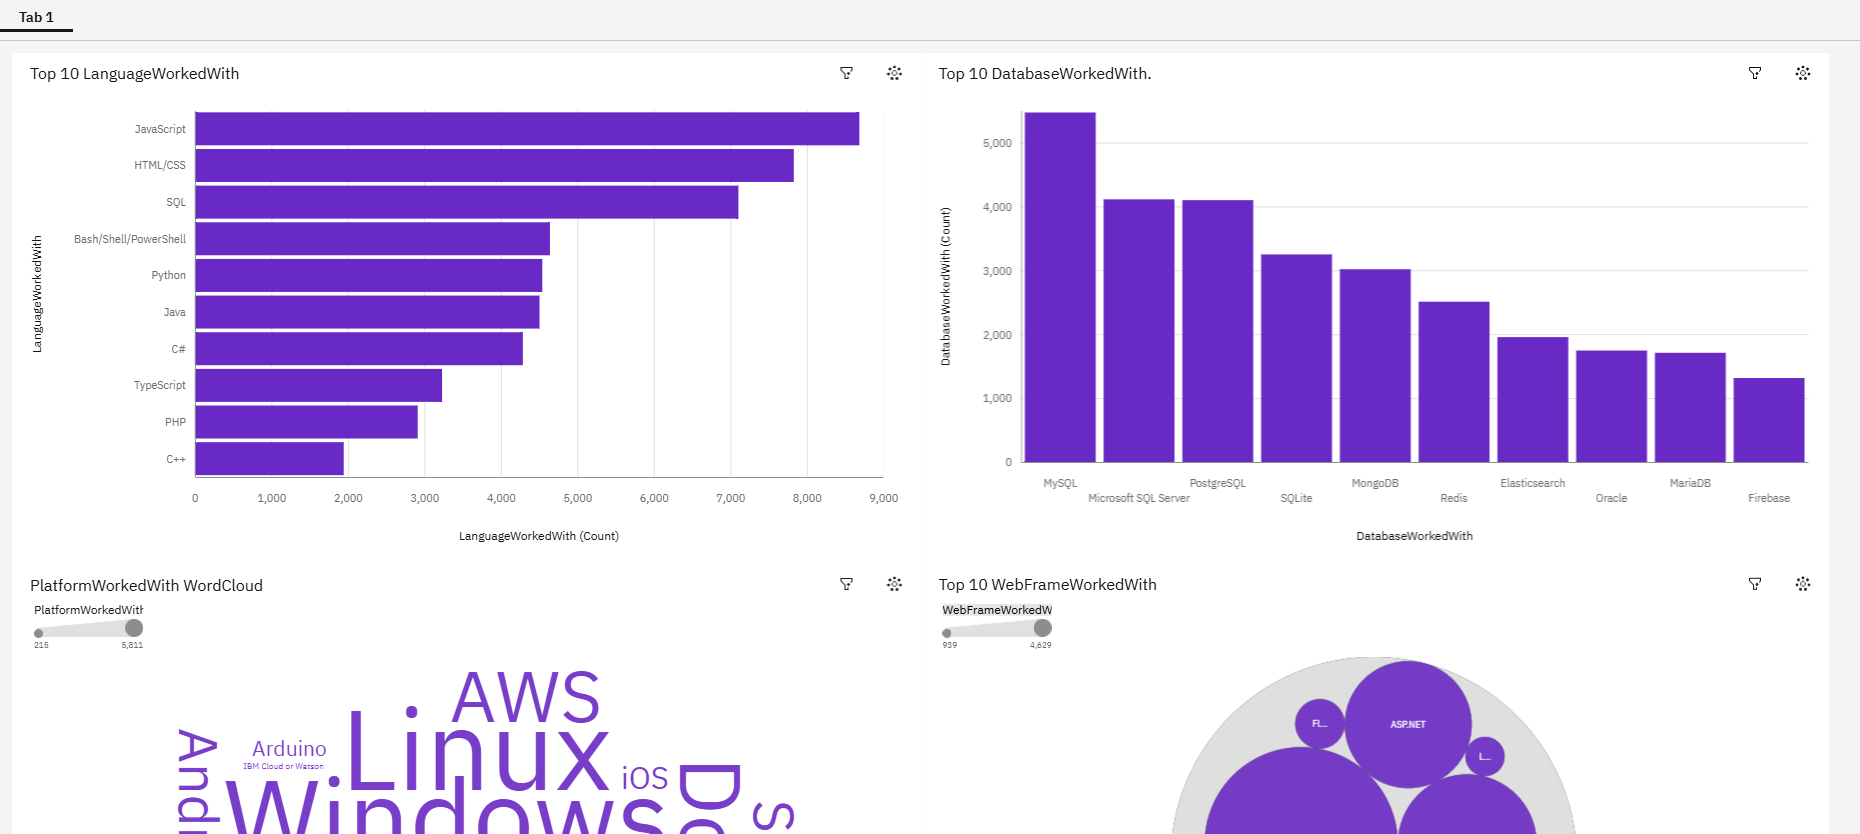 Tab 1
Top 10 LanguageWorkedWith
LanguageWorkedWith
JavaScript
HTML/CSS
SQL
Bash/Shell/PowerShell
Python
Java
C#
TypeScript
PHP
C++
0 1,000 2,000 3,000 4,000 5,000 6,000 7,000 8,000 9,000
LanguageWorkedWith (Count)
Top 10 DatabaseWorkedWith.
DatabaseWorkedWith (Count)
5,000
4,000
3,000
2,000
1,000
0
MySQL PostgreSQL MongoDB Elasticsearch MariaDB
Microsoft SQL Server SQLite Redis Oracle Firebase
DatabaseWorkedWith
PlatformWorkedWith WordCloud
PlatformWorkedWith
215 5,811
AWS
Linux
Arduino
IBM Cloud or Watson
iOS
Windows
Top 10 WebFrameWorkedWith
WebFrameWorkedW
939 4,629
ASP.NET
FL...
L...